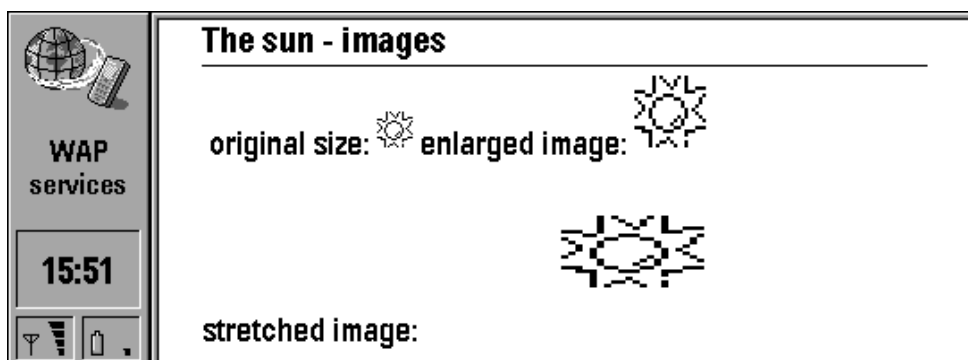 The sun - images
original size: enlarged image:
WAP
services
15:51
stretched image: